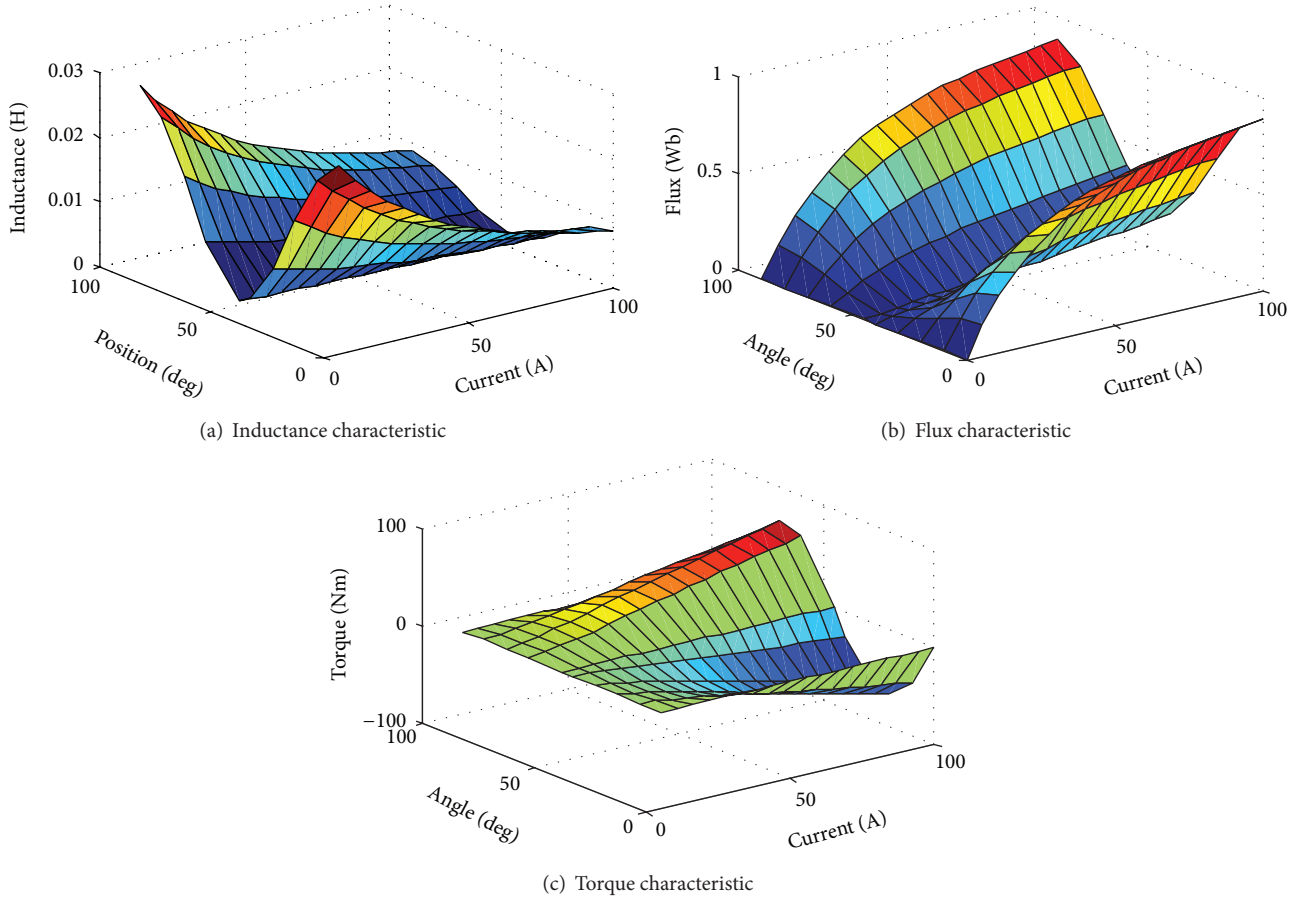 0.03
0.02
0.01
0
Inductance (H)
100
50
0
Position (deg)
0
50
100
Current (A)
(a) Inductance characteristic
1
0.5
0
Flux (Wb)
100
50
0
Angle (deg)
0
50
100
Current (A)
(b) Flux characteristic
100
0
−100
Torque (Nm)
100
50
0
Angle (deg)
0
50
100
Current (A)
(c) Torque characteristic